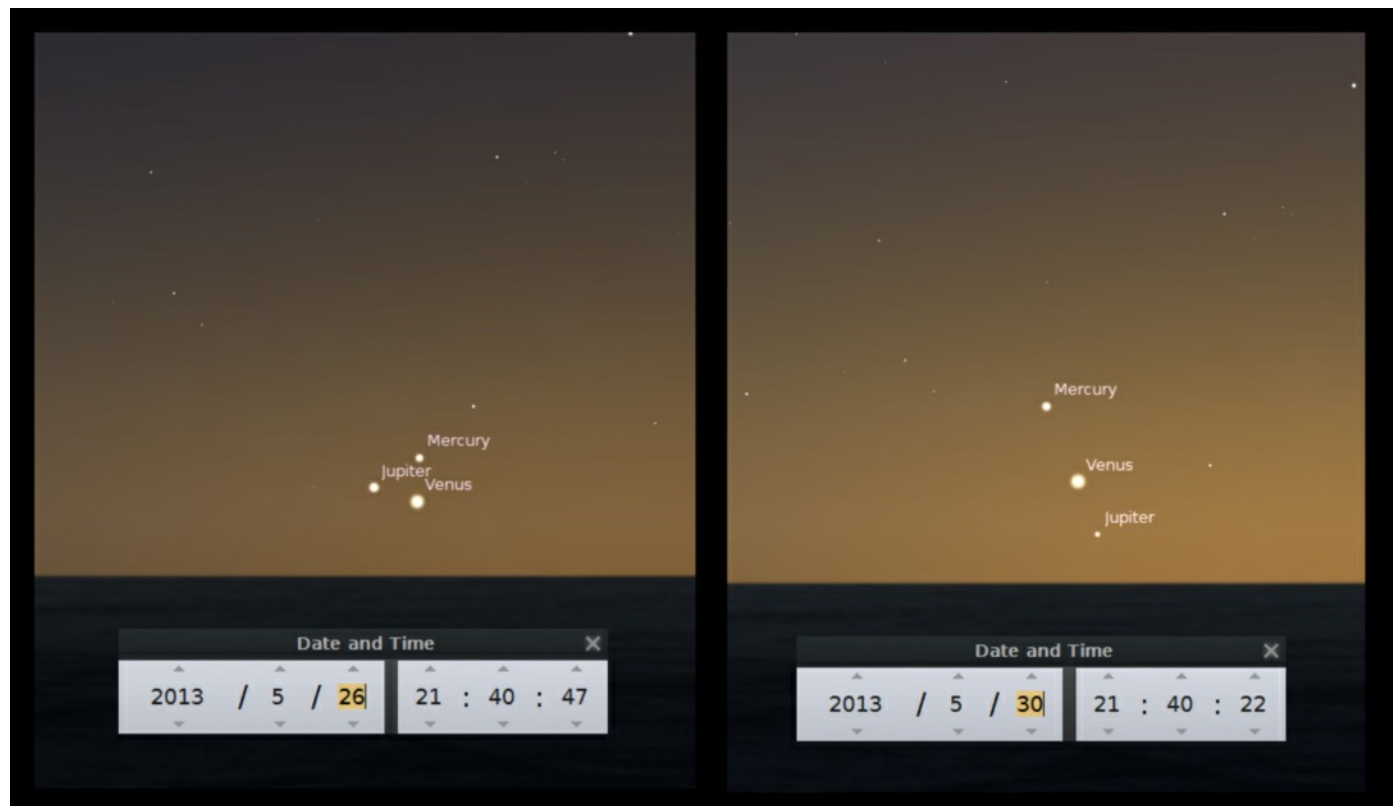 Mercury
Jupiter
Venus
Date and Time
2013 / 5 / 26 21 : 40 : 47
Mercury
Venus
Jupiter
Date and Time
2013 / 5 / 30 21 : 40 : 22